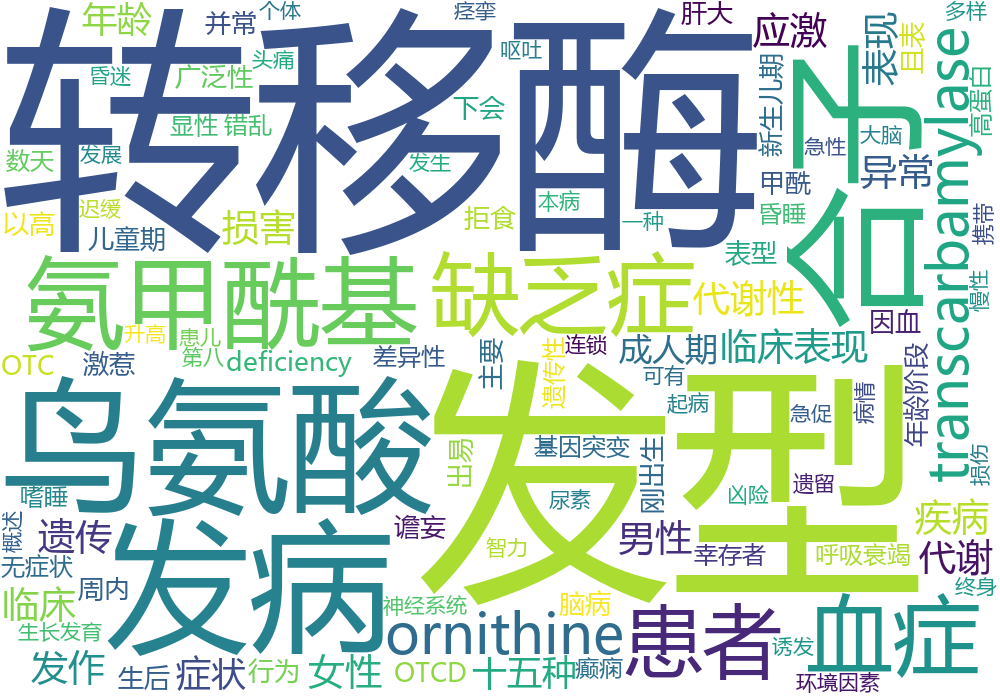 年龄
并常
个体
痉挛
肝大
应激
多样
昏迷
头痛
呕吐
广泛性
转移酶
合子
表现
且表
transcarbamylase
高蛋白
新生儿期
显性
错乱
下会
急性
大脑
异常
数天
发展
发生
甲酰
以高
迟缓
儿童期
损害
拒食
本病
一种
昏睡
表型
携带
慢性
氨甲酰基
缺乏症
代谢性
因血
升高
患儿
第八
OTC
激惹
deficiency
差异性
主要
遗传性
连锁
成人期
临床表现
可有
起病
急促
病情
年龄阶段
鸟氨酸
发型
出易
基因突变
刚出生
尿素
凶险
遗留
损伤
嗜睡
概述
遗传
发病
谵妄
智力
男性
幸存者
呼吸衰竭
疾病
代谢
无症状
周内
临床
神经系统
脑病
终身
生长发育
ornithine
患者
诱发
血症
发作
生后
症状
行为
女性
OTCD
十五种
癫痫
环境因素